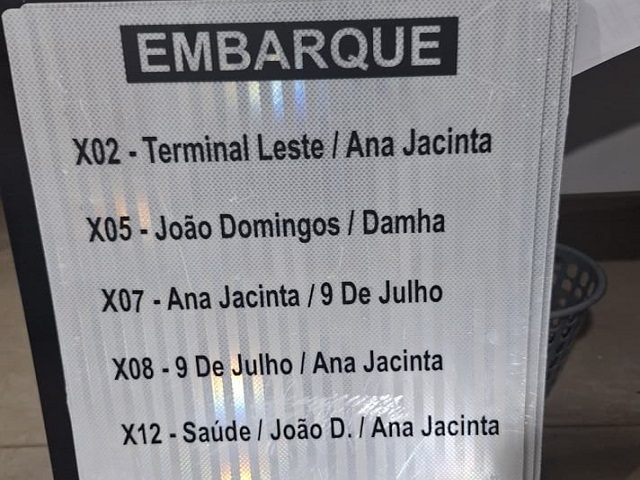 EMBARQUE
X02 - Terminal Leste / Ana Jacinta
X05 - João Domingos / Damha
X07 - Ana Jacinta / 9 De Julho
X08 - 9 De Julho / Ana Jacinta
X12 - Saúde / João D. / Ana Jacinta